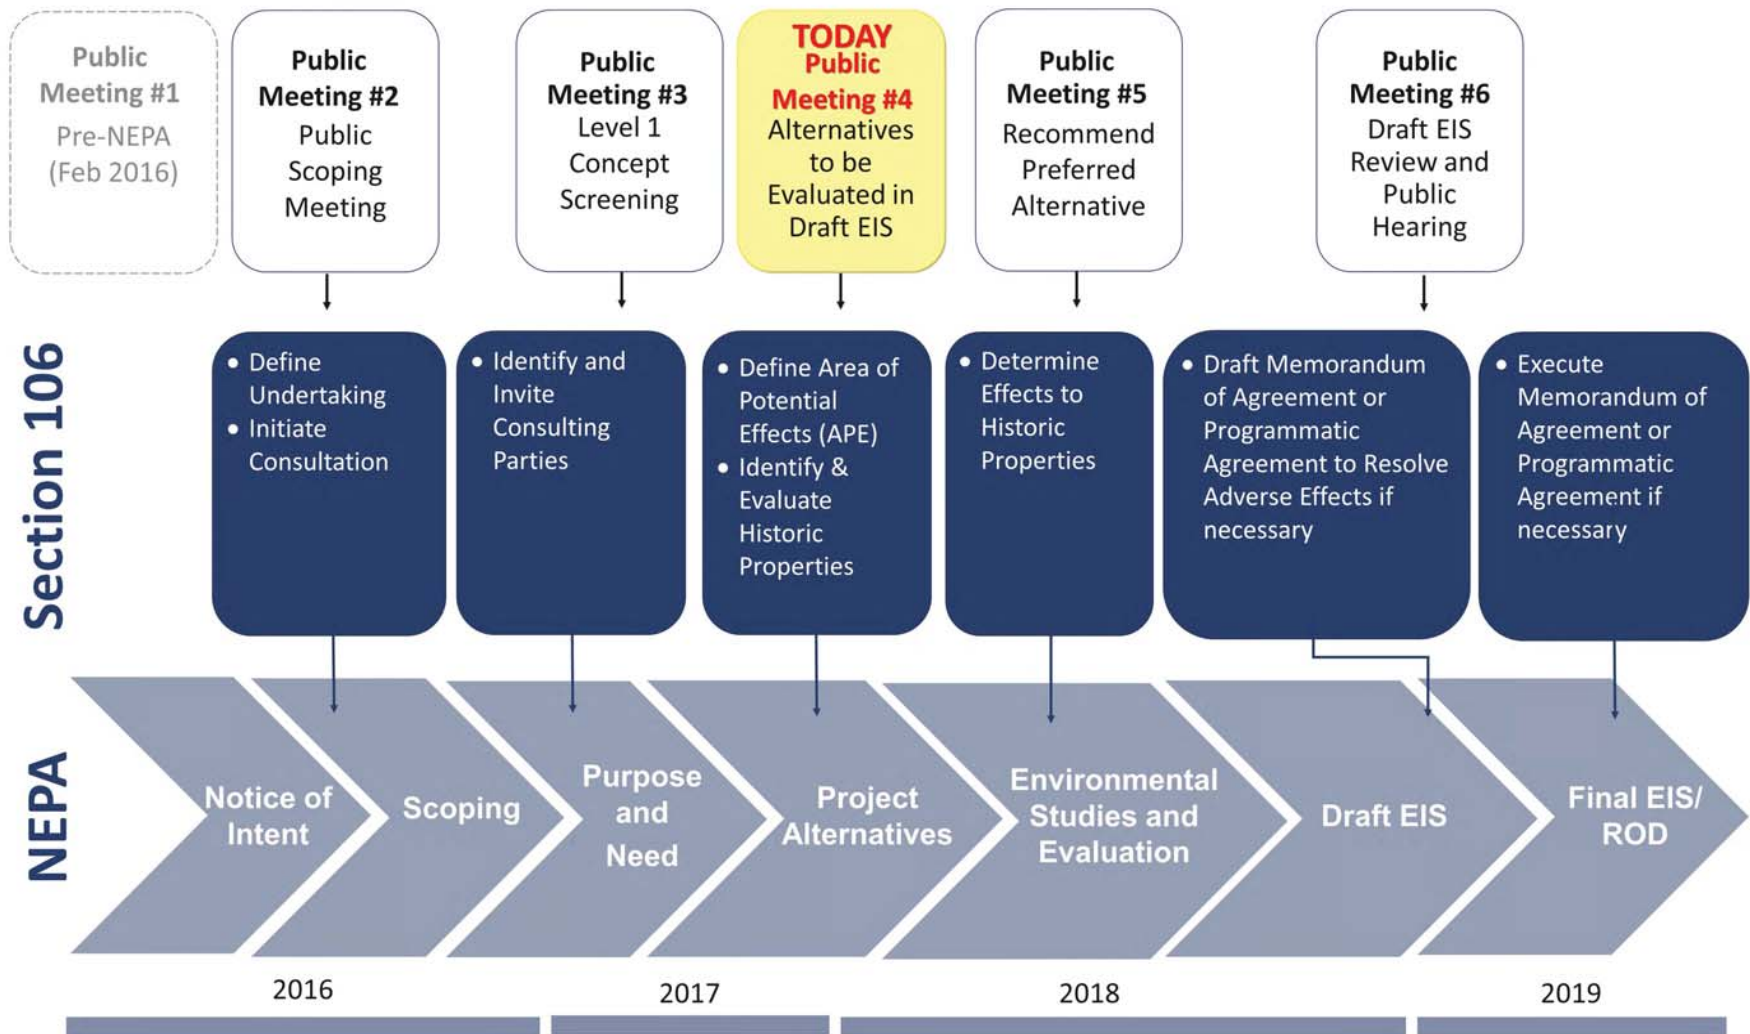 Public
Meeting #1
Pre-NEPA
(Feb 2016)
Public
Meeting #2
Public
Scoping
Meeting
Public
Meeting #3
Level 1
Concept
Screening
TODAY
Public
Meeting #4
Alternatives
to be
Evaluated in
Draft EIS
Public
Meeting #5
Recommend
Preferred
Alternative
Public
Meeting #6
Draft EIS
Review and
Public
Hearing
Section 106
• Define
Undertaking
• Initiate
Consultation
• Identify and
Invite
Consulting
Parties
• Define Area of
Potential
Effects (APE)
• Identify &
Evaluate
Historic
Properties
• Determine
Effects to
Historic
Properties
• Draft Memorandum
of Agreement or
Programmatic
Agreement to Resolve
Adverse Effects if
necessary
• Execute
Memorandum of
Agreement or
Programmatic
Agreement if
necessary
NEPA
Notice of
Intent
Scoping
Purpose
and
Need
Project
Alternatives
Environmental
Studies and
Evaluation
Draft EIS
Final EIS/
ROD
2016
2017
2018
2019